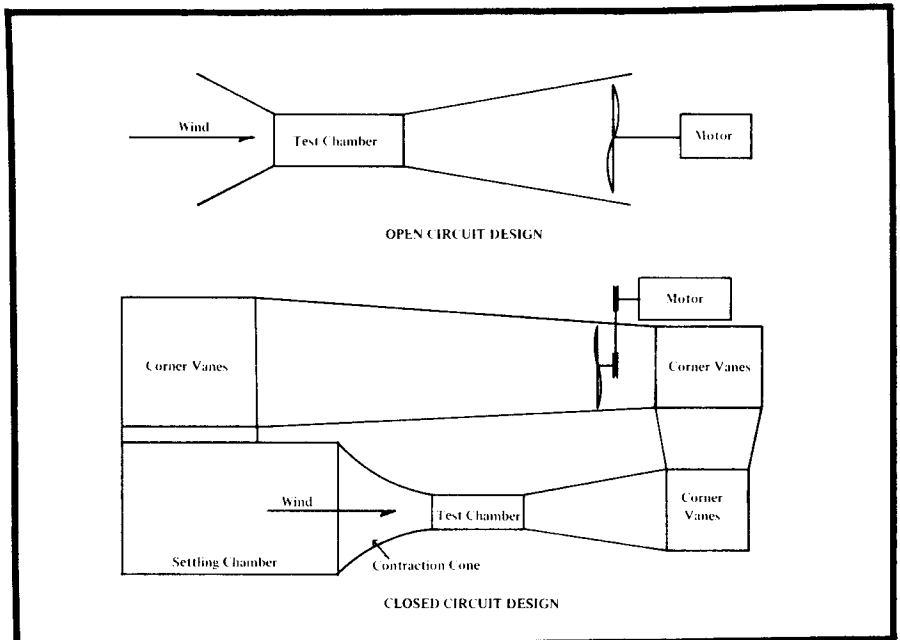 Wind
Test Chamber
Motor
OPEN CIRCUIT DESIGN
Motor
Corner Vanes
Corner Vanes
Wind
Test Chamber
Corner
Vanes
Settling Chamber
Contraction Cone
CLOSED CIRCUIT DESIGN